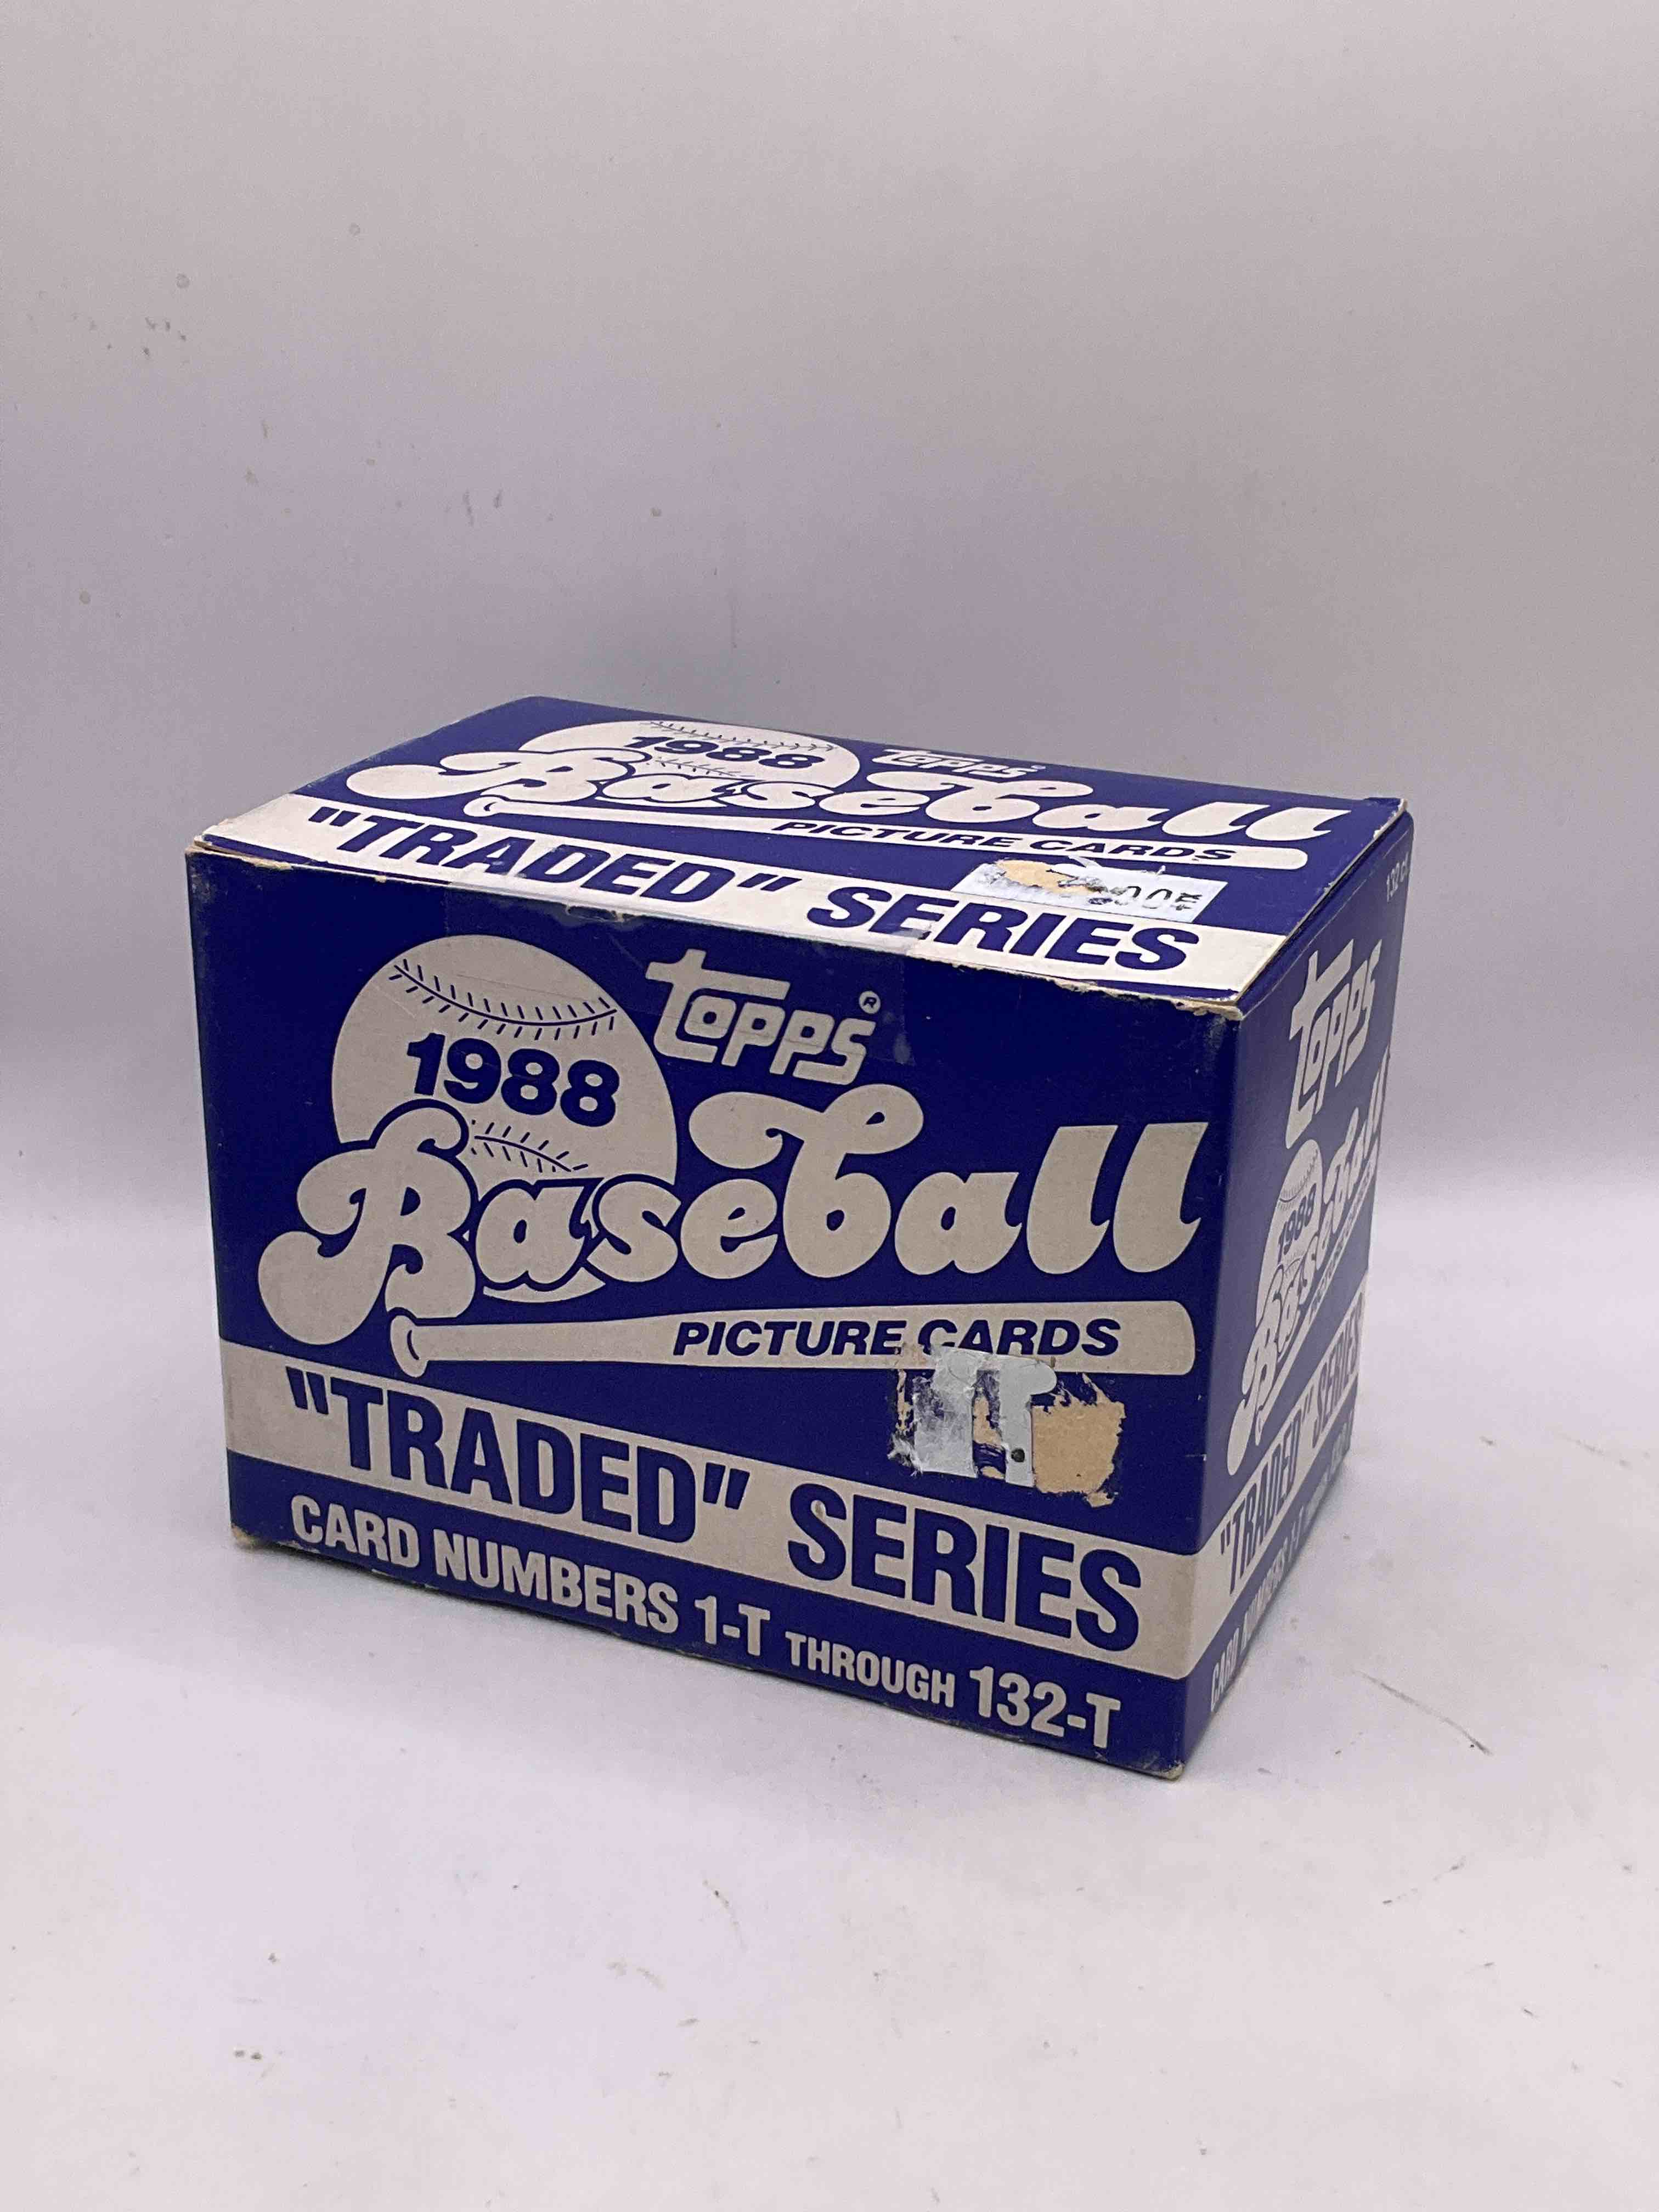 1988
topps
Baseball
PICTURE CARDS
"TRADED" SERIES
topps®
1988
Baseball
PICTURE CARDS
"TRADED" SERIES
CARD NUMBERS 1-T THROUGH 132-T
topps
1988
Baseball
"TRADED" SERIES